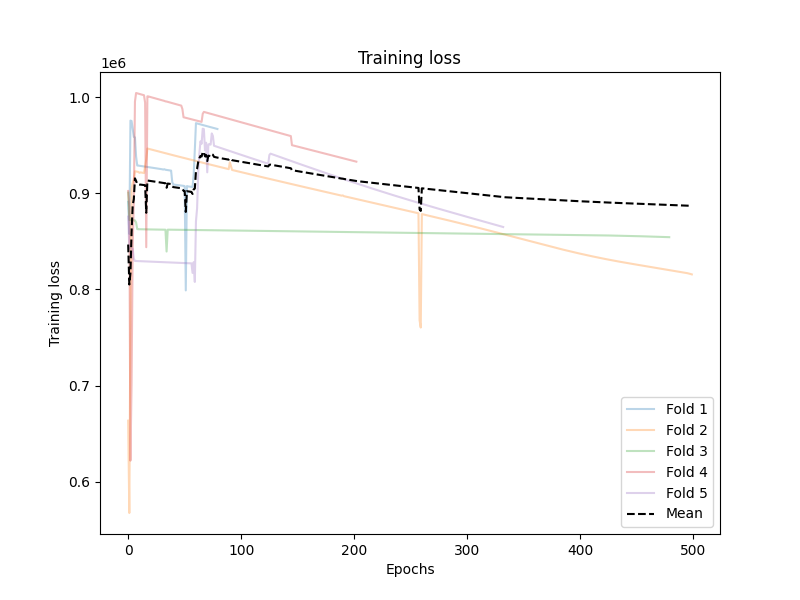 Training loss
1e6
1.0
0.9
0.8
0.7
0.6
Training loss
0
100
200
300
400
500
Epochs
Fold 1
Fold 2
Fold 3
Fold 4
Fold 5
Mean